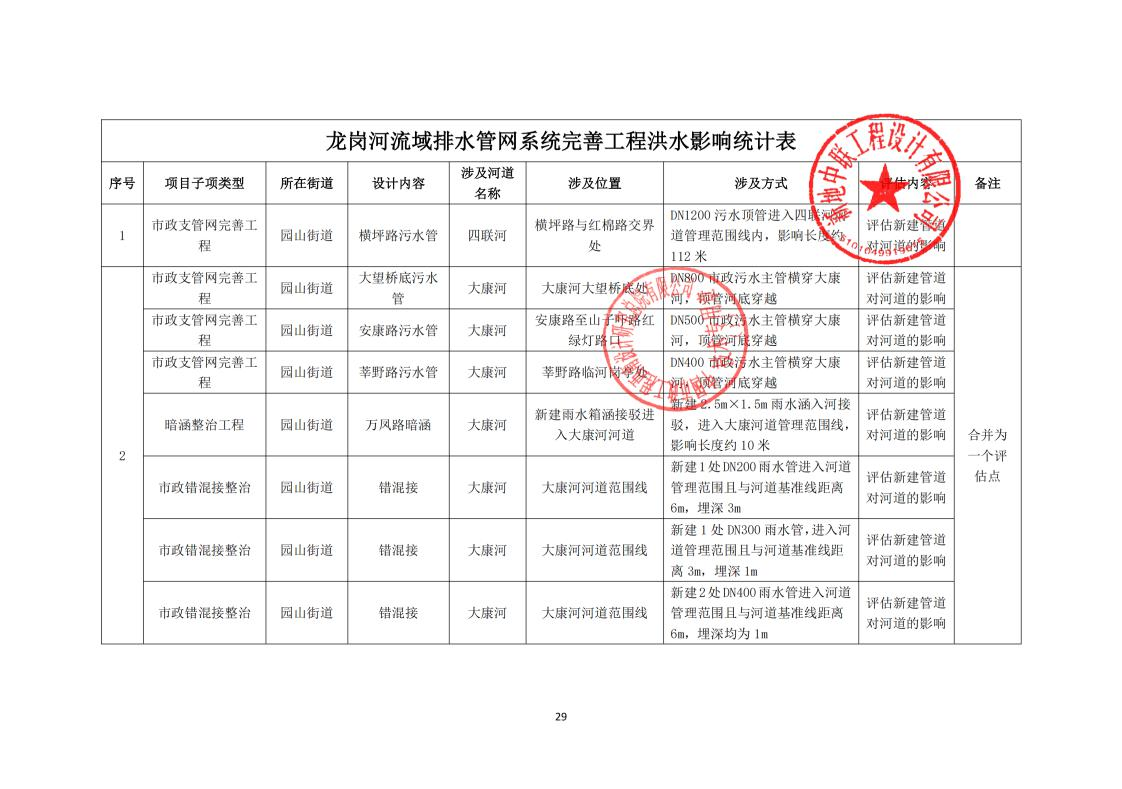 龙岗河流域排水管网系统完善工程洪水影响统计表
序号 项目子项类型 所在街道 设计内容 涉及河道
名称 涉及位置 涉及方式 评估内容 备注
1 市政支管网完善工
程 园山街道 横坪路污水管 四联河 横坪路与红棉路交界
处 DN1200 污水顶管进入四联河河
道管理范围线内，影响长度约
112 米 评估新建管道
对河道的影响
2
市政支管网完善工
程 园山街道 大望桥底污水
管 大康河 大康河大望桥底处 DN800 市政污水主管横穿大康
河，顶管河底穿越 评估新建管道
对河道的影响
市政支管网完善工
程 园山街道 安康路污水管 大康河 安康路至山子吓路红
绿灯路口 DN500 市政污水主管横穿大康
河，顶管河底穿越 评估新建管道
对河道的影响
市政支管网完善工
程 园山街道 莘野路污水管 大康河 莘野路临河岗亭处 DN400 市政污水主管横穿大康
河，顶管河底穿越 评估新建管道
对河道的影响
暗涵整治工程 园山街道 万凤路暗涵 大康河 新建雨水箱涵接驳进
入大康河河道 新建 2.5m×1.5m 雨水涵入河接
驳，进入大康河道管理范围线，
影响长度约 10 米 评估新建管道
对河道的影响
市政错混接整治 园山街道 错混接 大康河 大康河河道范围线 新建 1 处 DN200 雨水管进入河道
管理范围且与河道基准线距离
6m，埋深 3m 评估新建管道
对河道的影响
市政错混接整治 园山街道 错混接 大康河 大康河河道范围线 新建 1 处 DN300 雨水管，进入河
道管理范围且与河道基准线距
离 3m，埋深 1m 评估新建管道
对河道的影响
市政错混接整治 园山街道 错混接 大康河 大康河河道范围线 新建 2 处 DN400 雨水管进入河道
管理范围且与河道基准线距离
6m，埋深均为 1m 评估新建管道
对河道的影响
合并为
一个评
估点
新地中联工程设计有限公司
29